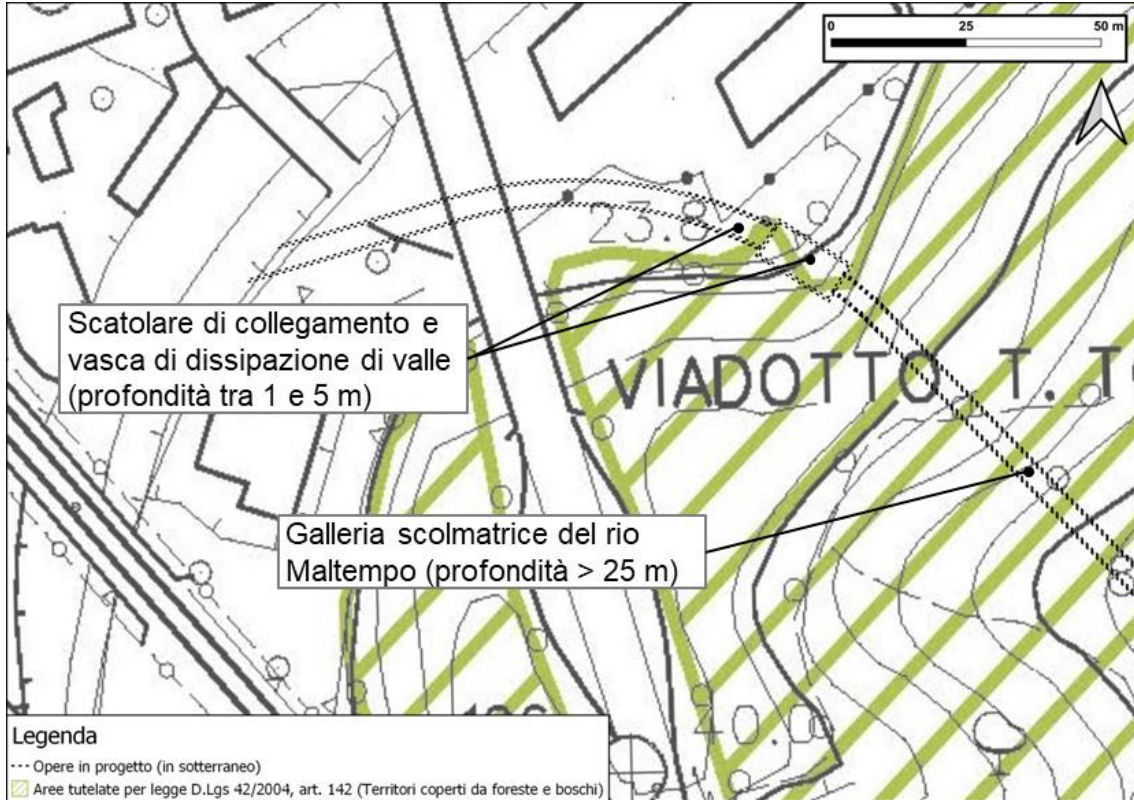 0 25 50 m
23.8
Scatolare di collegamento e
vasca di dissipazione di valle
(profondità tra 1 e 5 m)
VIADOTTO T.
Galleria scolmatrice del rio
Maltempo (profondità > 25 m)
Legenda
Opere in progetto (in sotterraneo)
Aree tutelate per legge D.Lgs 42/2004, art. 142 (Territori coperti da foreste e boschi)